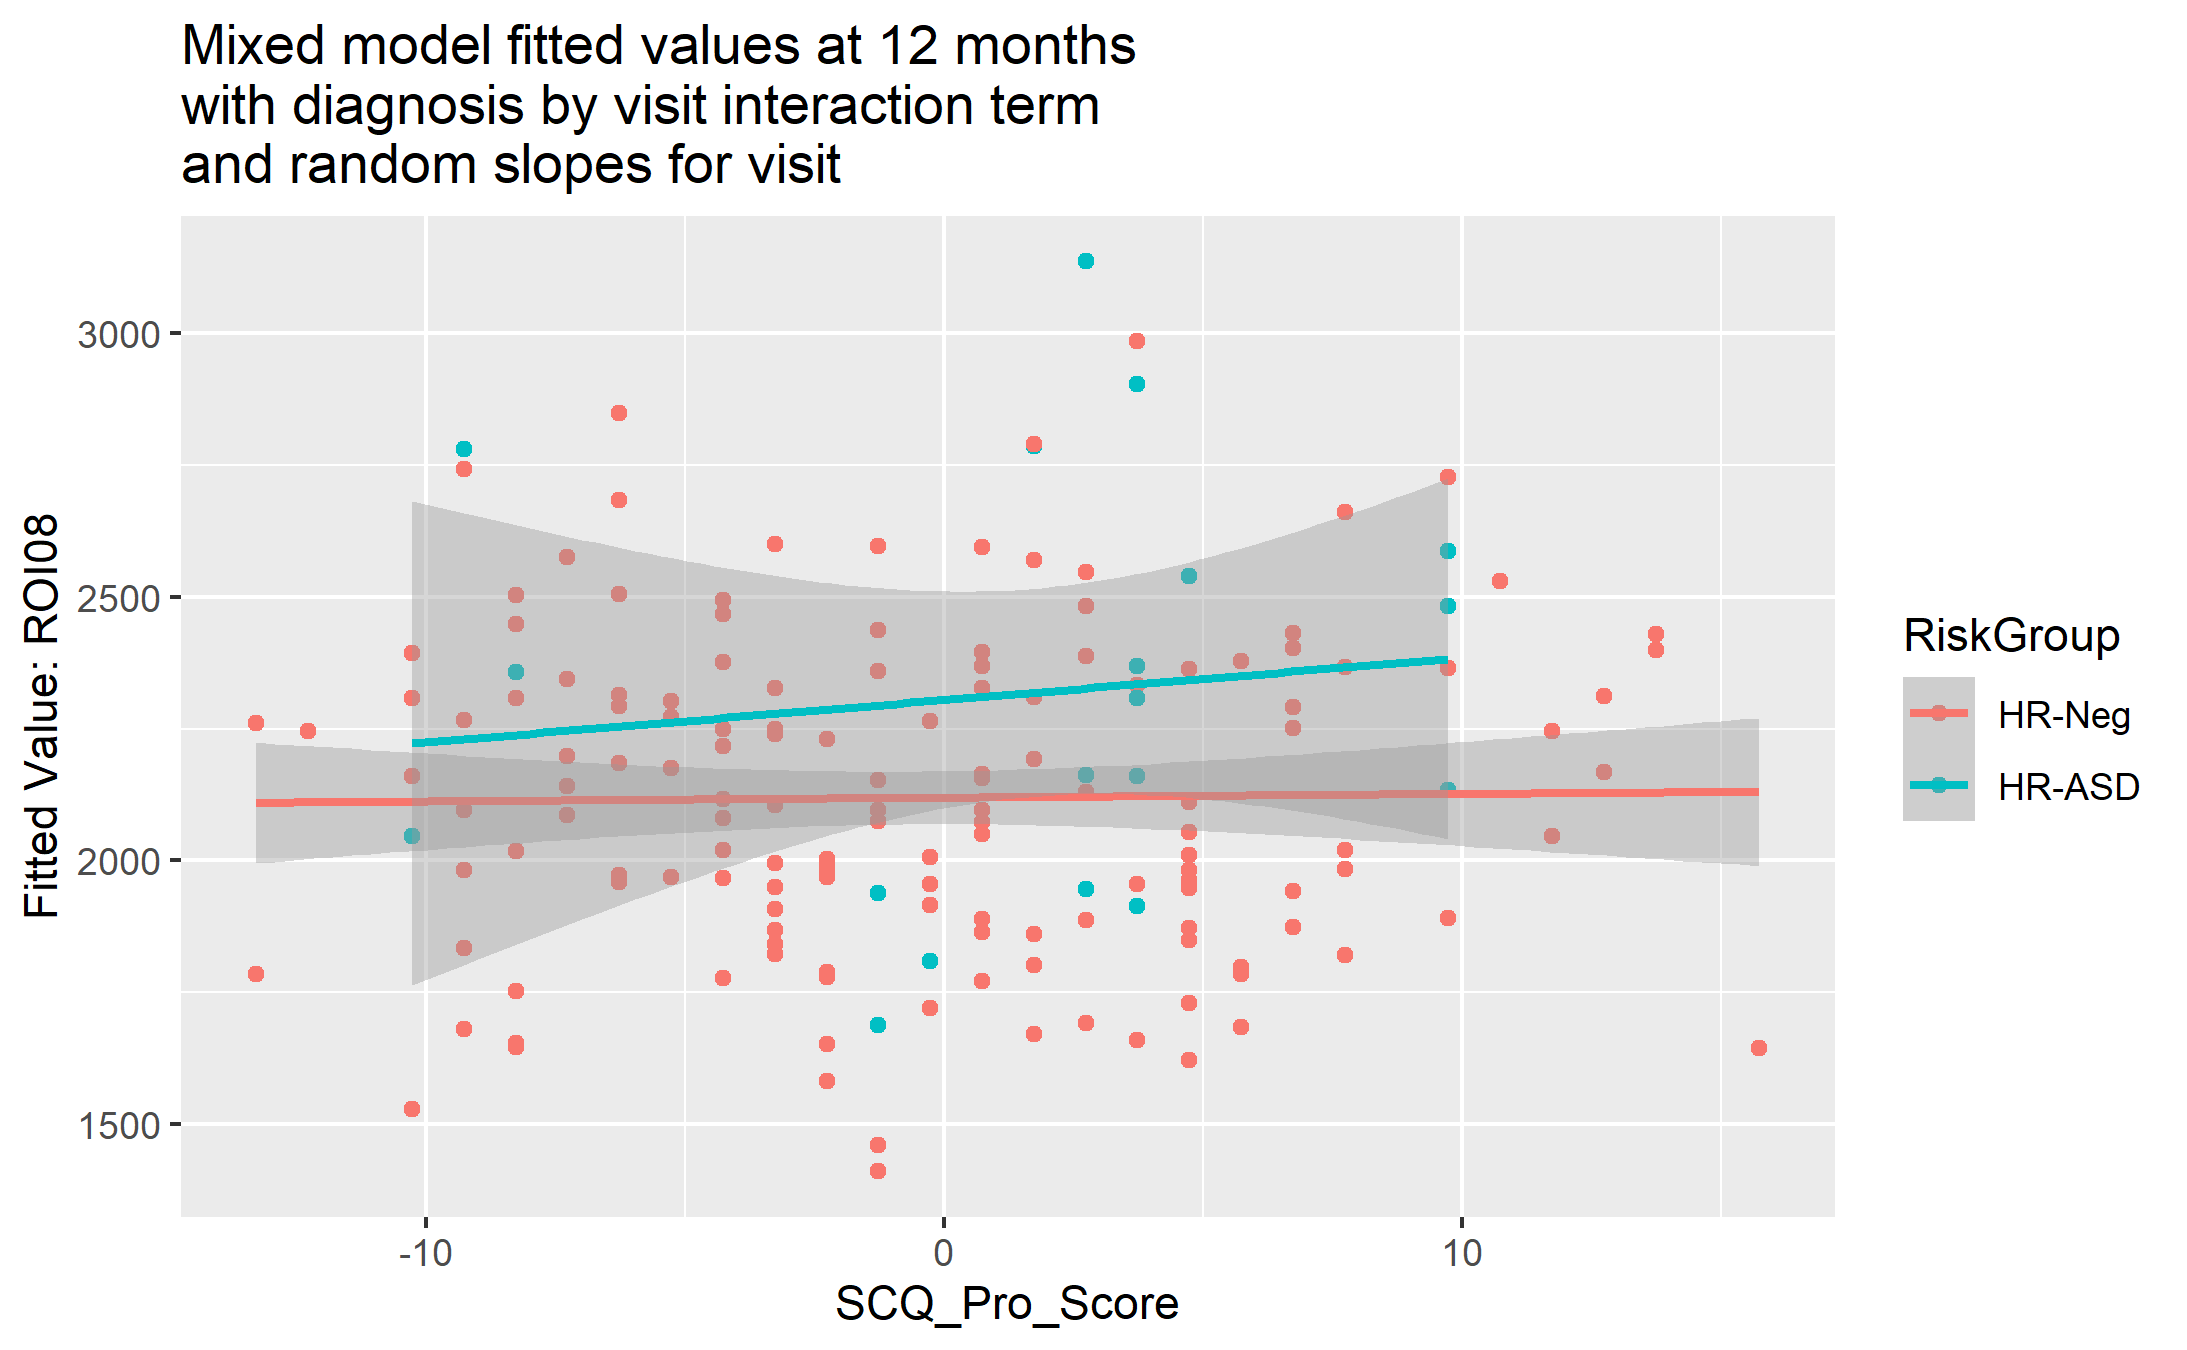 Mixed model fitted values at 12 months
with diagnosis by visit interaction term
and random slopes for visit
Fitted Value: ROI08
3000
2500
2000
1500
-10
0
10
SCQ_Pro_Score
RiskGroup
HR-Neg
HR-ASD